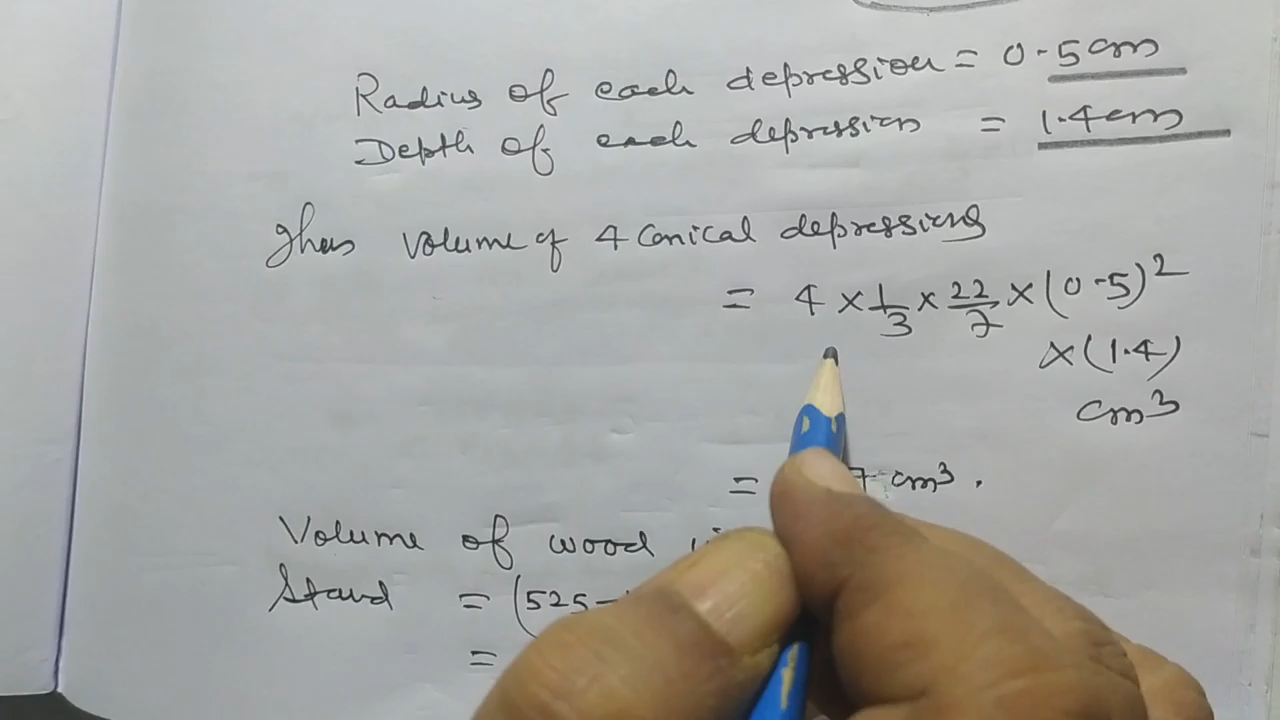 Radius of each depression = 0.5cm
Depth of each depression = 1.4cm
Thus volume of 4 Conical depressions
= 4 × 1/3 × 22/7 × (0.5)²
× (1.4)
cm³
= 7 cm³.
Volume of wood
Stand = (525-
=